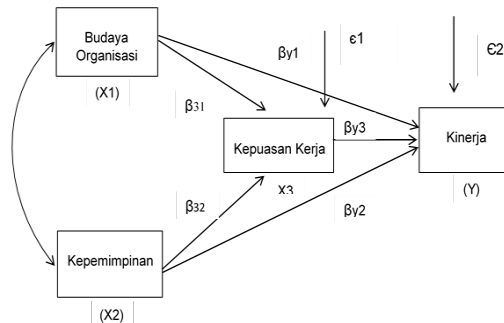 Budaya
Organisasi
(X1)
βy1
ϵ1
Є2
β31
Kepuasan Kerja
X3
βy3
Kinerja
(Y)
β32
βy2
Kepemimpinan
(X2)